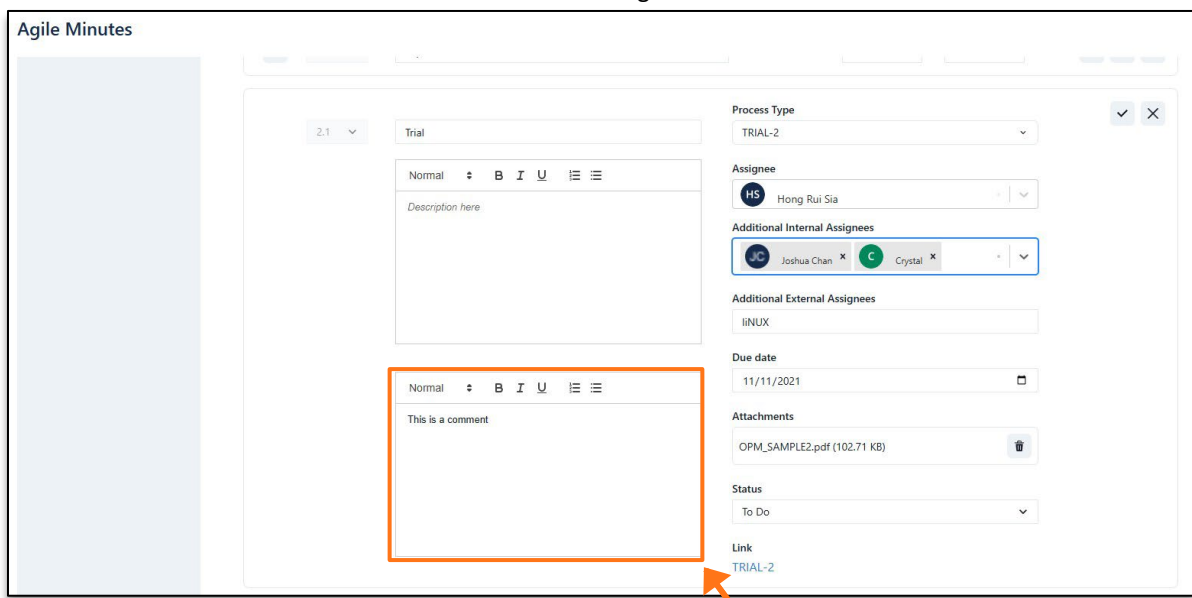 Agile Minutes
2.1
Trial
Normal B I U
Description here
Normal B I U
This is a comment
Process Type
TRIAL-2
Assignee
HS Hong Rui Sia
Additional Internal Assignees
JC Joshua Chan x C Crystal x
Additional External Assignees
liNUX
Due date
11/11/2021
Attachments
OPM_SAMPLE2.pdf (102.71 KB)
Status
To Do
Link
TRIAL-2